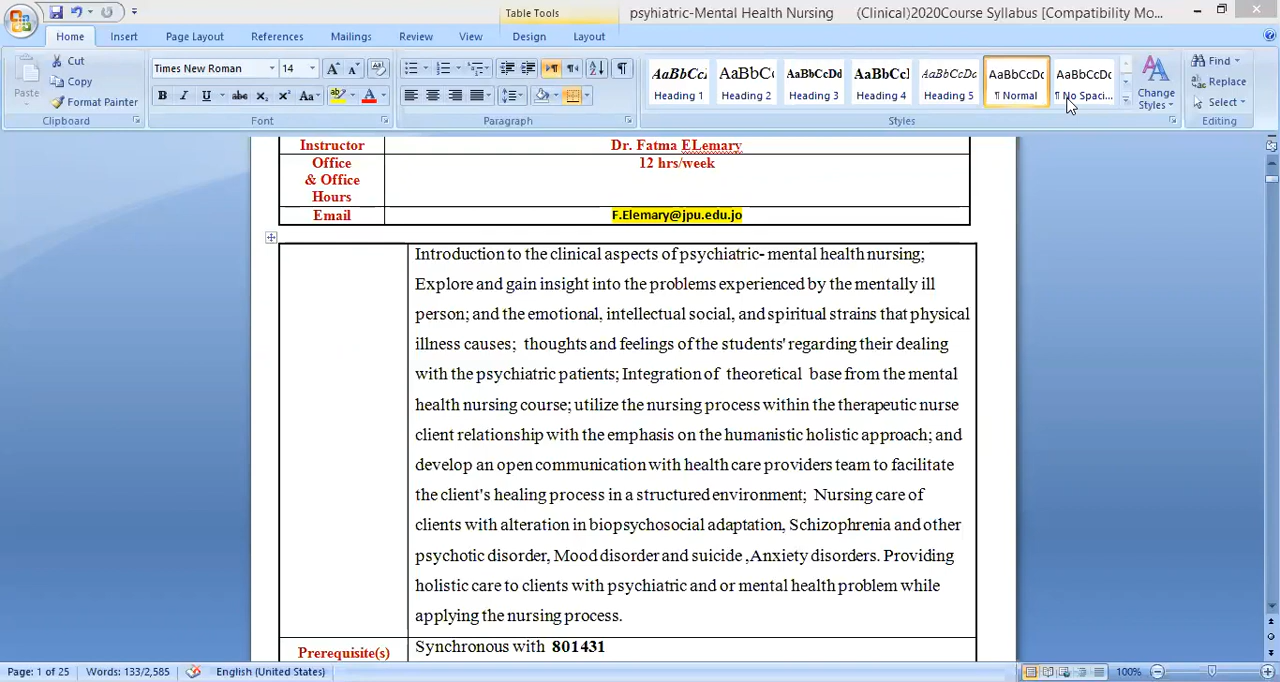 Table Tools
psyhiatric-Mental Health Nursing (Clinical)2020Course Syllabus [Compatibility Mo...
Home Insert Page Layout References Mailings Review View Design Layout
Paste
Cut
Copy
Format Painter
Clipboard
Times New Roman 14
B I U abc X₂ X² Aa
Font
Paragraph
AaBbCcI AaBbC AaBbCcDd AaBbCcI AaBbCcDc AaBbCcDc AaBbCcDc
Heading 1 Heading 2 Heading 3 Heading 4 Heading 5 ¶ Normal ¶ No Spaci...
Styles
Change Styles
Find
Replace
Select
Editing
Instructor Dr. Fatma ELemary
Office 12 hrs/week
& Office
Hours
Email F.Elemary@jpu.edu.jo
Introduction to the clinical aspects of psychiatric- mental health nursing;
Explore and gain insight into the problems experienced by the mentally ill
person; and the emotional, intellectual social, and spiritual strains that physical
illness causes; thoughts and feelings of the students' regarding their dealing
with the psychiatric patients; Integration of theoretical base from the mental
health nursing course; utilize the nursing process within the therapeutic nurse
client relationship with the emphasis on the humanistic holistic approach; and
develop an open communication with health care providers team to facilitate
the client's healing process in a structured environment; Nursing care of
clients with alteration in biopsychosocial adaptation, Schizophrenia and other
psychotic disorder, Mood disorder and suicide ,Anxiety disorders. Providing
holistic care to clients with psychiatric and or mental health problem while
applying the nursing process.
Prerequisite(s) Synchronous with 801431
Page: 1 of 25 Words: 133/2,585 English (United States) 100%